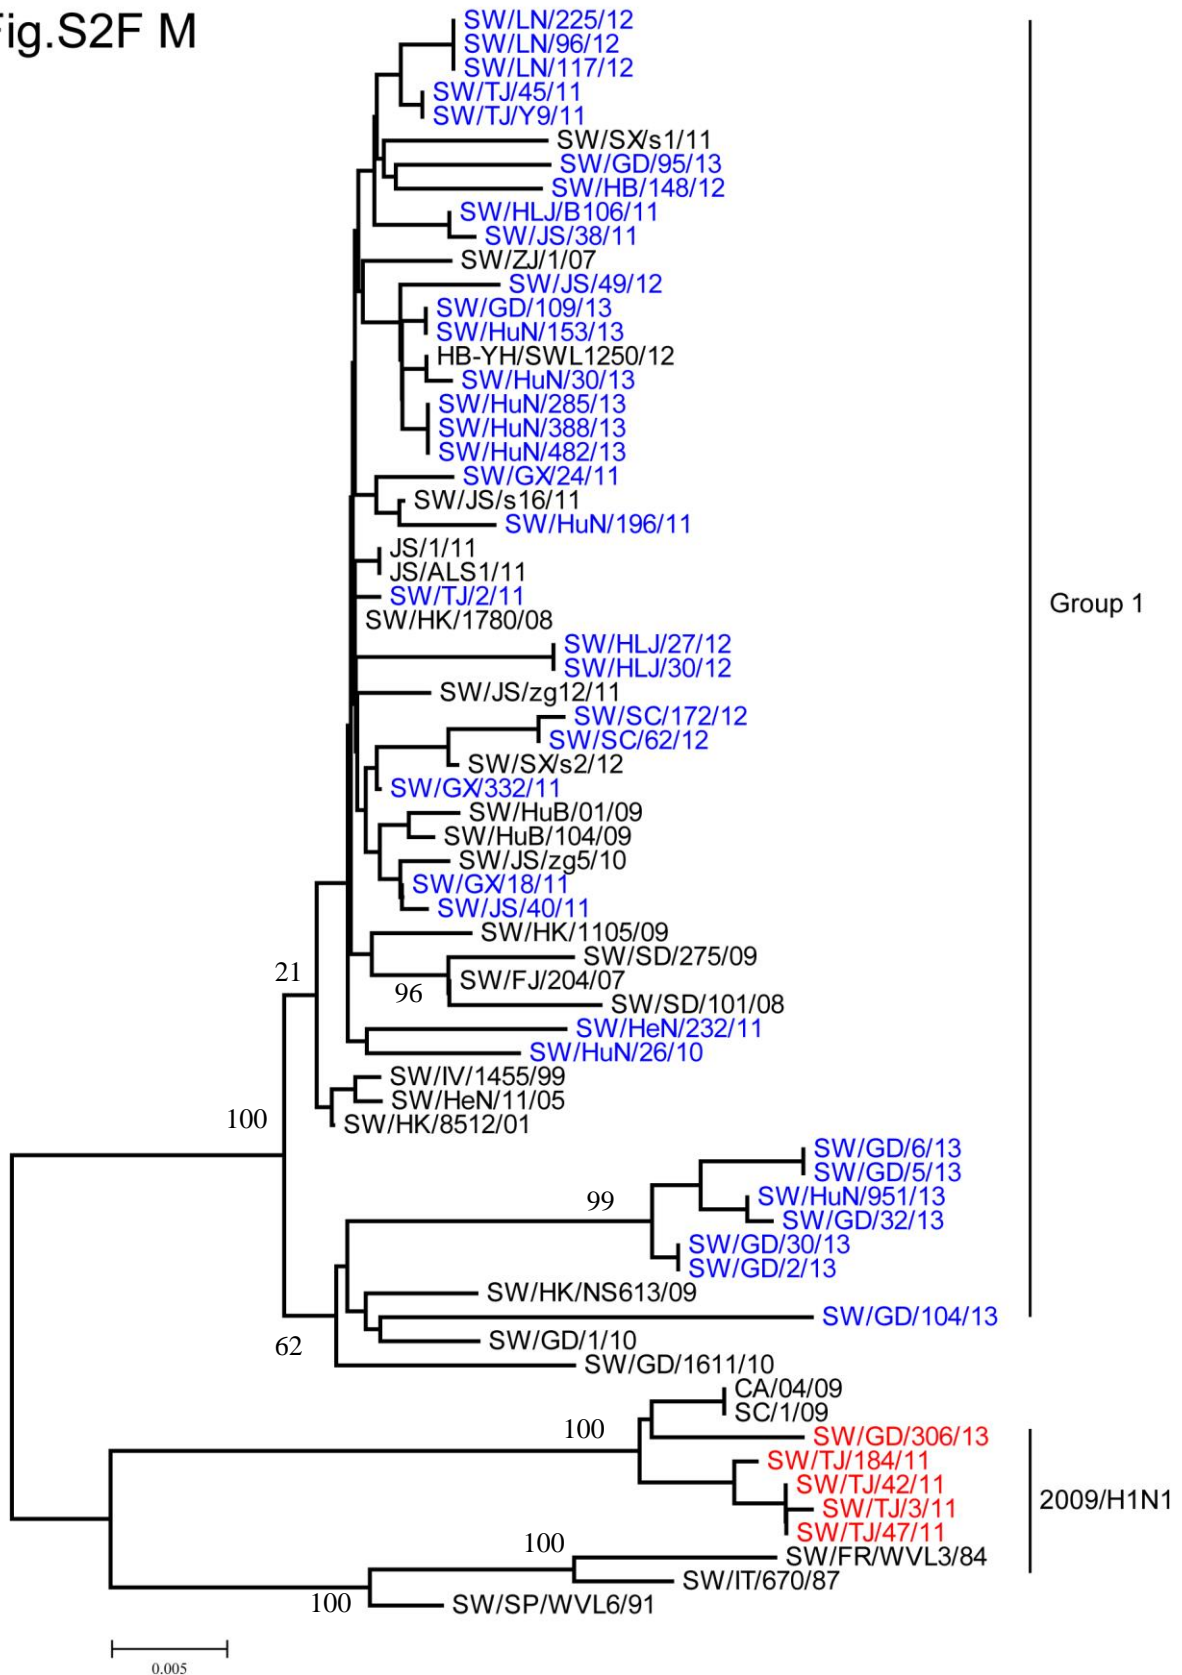 Fig.S2F M
SW/LN/225/12
SW/LN/96/12
SW/LN/117/12
SW/TJ/45/11
SW/TJ/Y9/11
SW/SX/s1/11
SW/GD/95/13
SW/HB/148/12
SW/HLJ/B106/11
SW/JS/38/11
SW/ZJ/1/07
SW/JS/49/12
SW/GD/109/13
SW/HuN/153/13
HB-YH/SWL1250/12
SW/HuN/30/13
SW/HuN/285/13
SW/HuN/388/13
SW/HuN/482/13
SW/GX/24/11
SW/JS/s16/11
SW/HuN/196/11
JS/1/11
JS/ALS1/11
SW/TJ/2/11
Group 1
SW/HK/1780/08
SW/HLJ/27/12
SW/HLJ/30/12
SW/JS/zg12/11
SW/SC/172/12
SW/SC/62/12
SW/SX/s2/12
SW/GX/332/11
SW/HuB/01/09
SW/HuB/104/09
SW/JS/zg5/10
SW/GX/18/11
SW/JS/40/11
SW/HK/1105/09
SW/SD/275/09
21
SW/FJ/204/07
96
SW/SD/101/08
SW/HeN/232/11
SW/HuN/26/10
SW/IV/1455/99
SW/HeN/11/05
100
SW/HK/8512/01
SW/GD/6/13
SW/GD/5/13
99
SW/HuN/951/13
SW/GD/32/13
SW/GD/30/13
SW/GD/2/13
SW/HK/NS613/09
SW/GD/104/13
62
SW/GD/1/10
SW/GD/1611/10
CA/04/09
SC/1/09
100
SW/GD/306/13
SW/TJ/184/11
SW/TJ/42/11
2009/H1N1
SW/TJ/3/11
SW/TJ/47/11
100
SW/FR/WVL3/84
SW/IT/670/87
100
SW/SP/WVL6/91
0.005